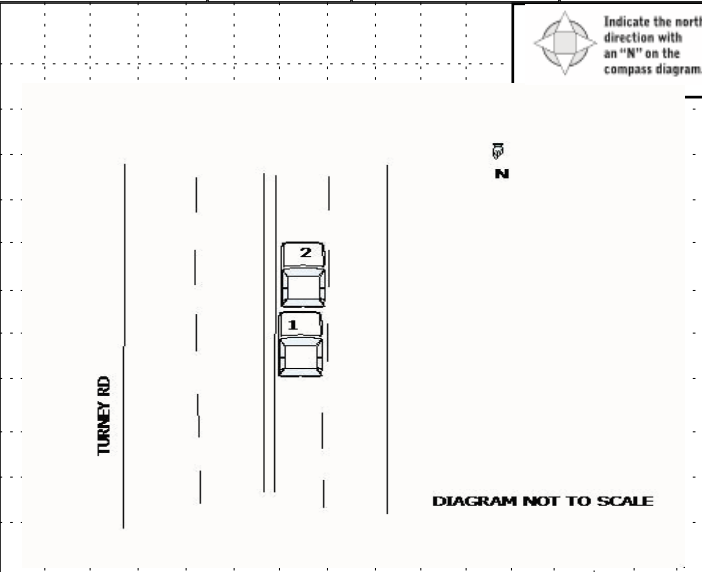 Indicate the north
direction with
an "N" on the
compass diagram.
N
2
1
TURNEY RD
DIAGRAM NOT TO SCALE